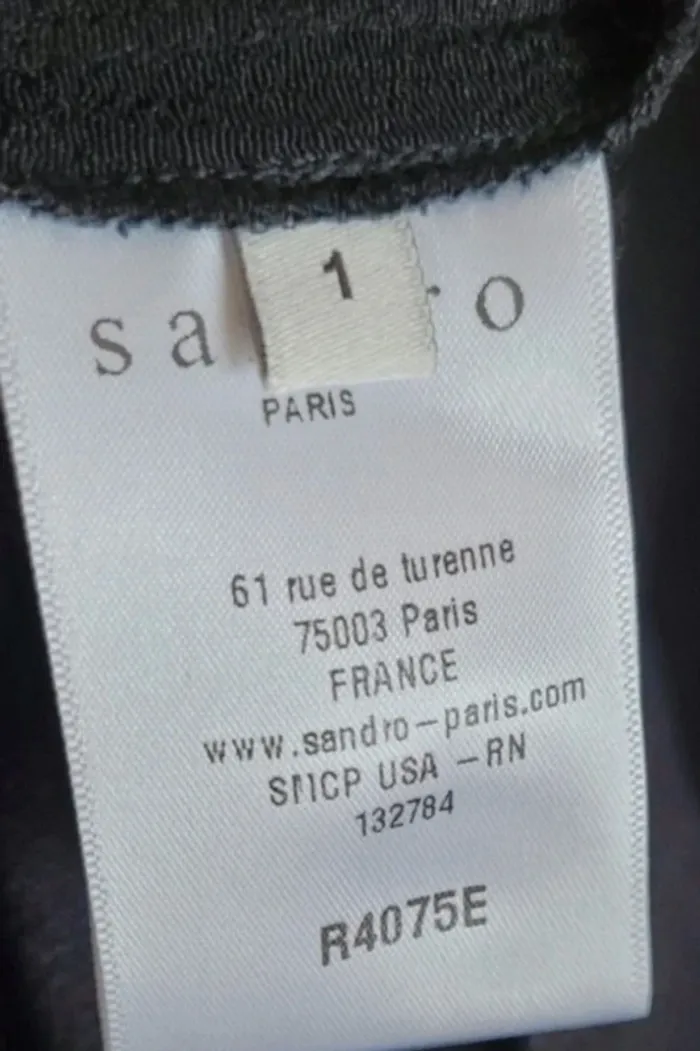 1
sa ro
PARIS
61 rue de turenne
75003 Paris
FRANCE
www.sandro-paris.com
SMCP USA -RN
132784
R4075E